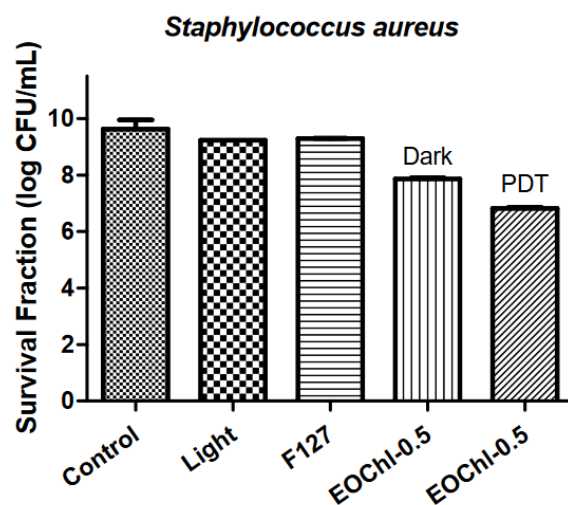 Staphylococcus aureus
Survival Fraction (log CFU/mL)
10
8
6
4
2
0
Dark
PDT
Control
Light
F127
EOChl-0.5
EOChl-0.5